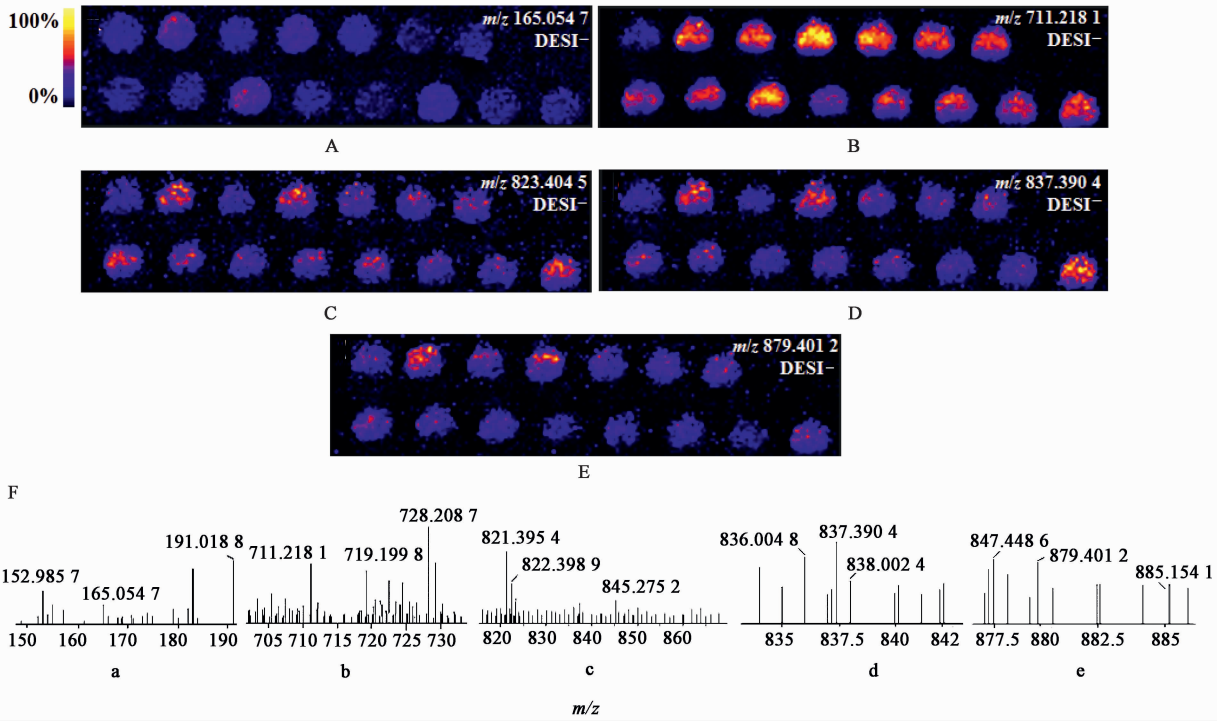 100%
0%
m/z 165.054 7
DESI−
A
m/z 711.218 1
DESI−
B
m/z 823.404 5
DESI−
C
m/z 837.390 4
DESI−
D
m/z 879.401 2
DESI−
E
F
152.985 7
165.054 7
191.018 8
150 160 170 180 190
a
711.218 1
719.199 8
728.208 7
705 710 715 720 725 730
b
821.395 4
822.398 9
845.275 2
820 830 840 850 860
c
836.004 8
837.390 4
838.002 4
835 837.5 840 842
d
847.448 6
879.401 2
885.154 1
877.5 880 882.5 885
e
m/z